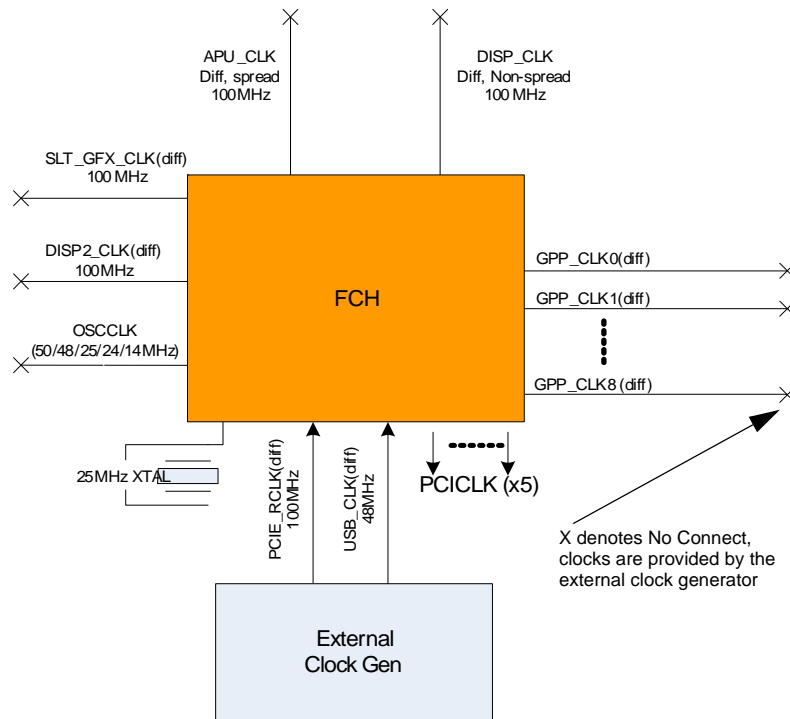 APU_CLK
Diff, spread
100MHz
DISP_CLK
Diff, Non-spread
100 MHz
SLT_GFX_CLK(diff)
100 MHz
DISP2_CLK(diff)
100MHz
OSCCLK
(50/48/25/24/14MHz)
FCH
GPP_CLK0(diff)
GPP_CLK1(diff)
GPP_CLK8 (diff)
25MHz XTAL
PCIE_RCLK(diff)
100MHz
USB_CLK(diff)
48MHz
PCICLK (x5)
X denotes No Connect,
clocks are provided by the
external clock generator
External
Clock Gen